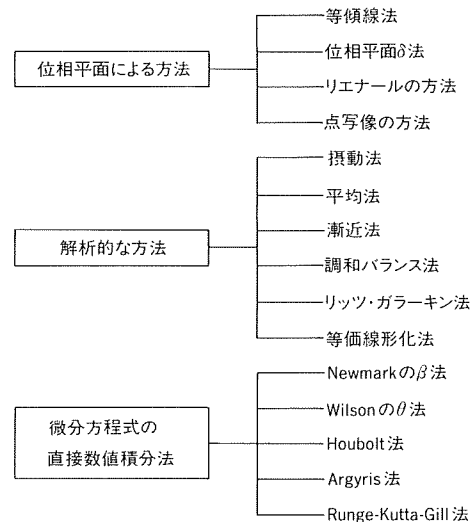 位相平面による方法
等傾線法
位相平面δ法
リエナールの方法
点写像の方法
解析的な方法
摂動法
平均法
漸近法
調和バランス法
リッツ・ガラーキン法
等価線形化法
微分方程式の
直接数値積分法
Newmarkのβ法
Wilsonのθ法
Houbolt法
Argyris法
Runge-Kutta-Gill法